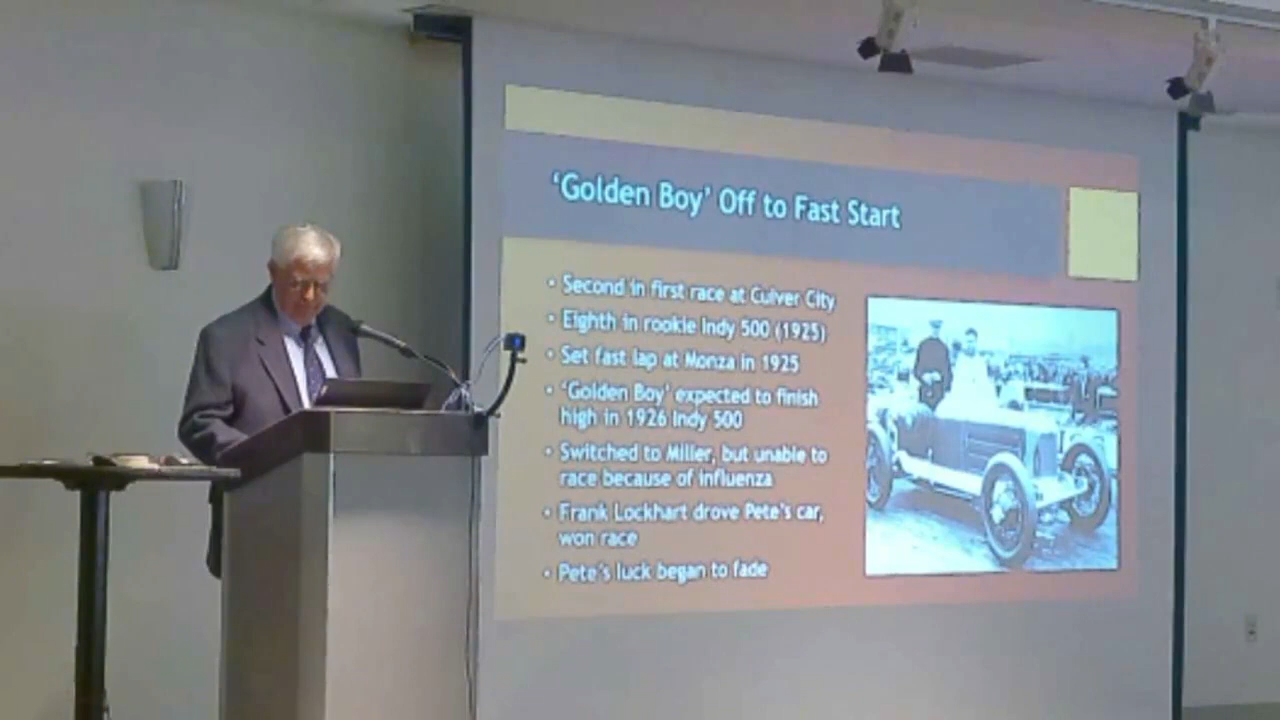 ‘Golden Boy’ Off to Fast Start
• Second in first race at Culver City
• Eighth in rookie Indy 500 (1925)
• Set fast lap at Monza in 1925
• ‘Golden Boy’ expected to finish
high in 1926 Indy 500
• Switched to Miller, but unable to
race because of influenza
• Frank Lockhart drove Pete’s car,
won race
• Pete’s luck began to fade